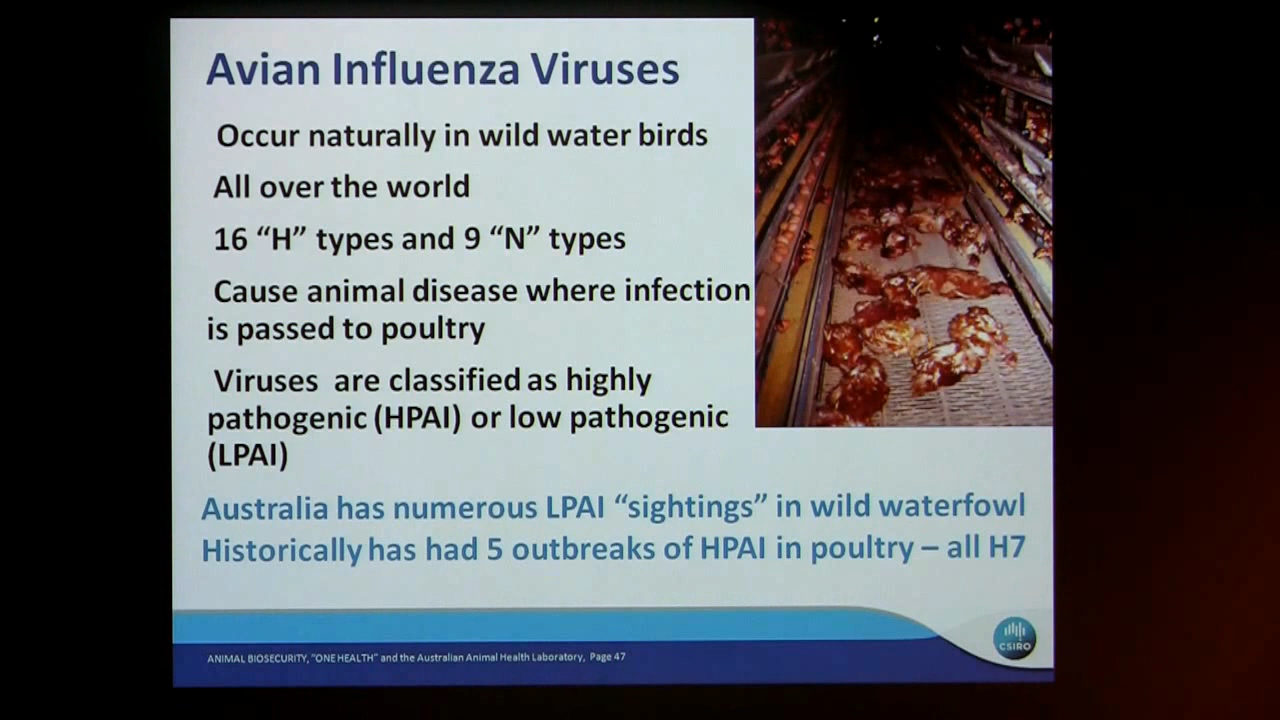 Avian Influenza Viruses
Occur naturally in wild water birds
All over the world
16 “H” types and 9 “N” types
Cause animal disease where infection
is passed to poultry
Viruses are classified as highly
pathogenic (HPAI) or low pathogenic
(LPAI)
Australia has numerous LPAI “sightings” in wild waterfowl
Historically has had 5 outbreaks of HPAI in poultry – all H7
CSIRO
ANIMAL BIOSECURITY, “ONE HEALTH” and the Australian Animal Health Laboratory, Page 47